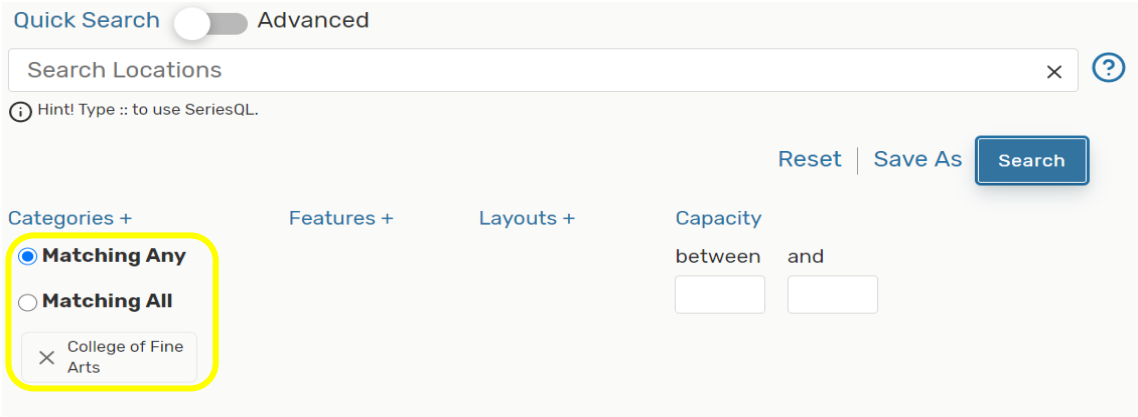 Quick Search Advanced
Search Locations
Hint! Type :: to use SeriesQL.
Reset Save As Search
Categories + Features + Layouts + Capacity
Matching Any between and
Matching All
College of Fine
Arts